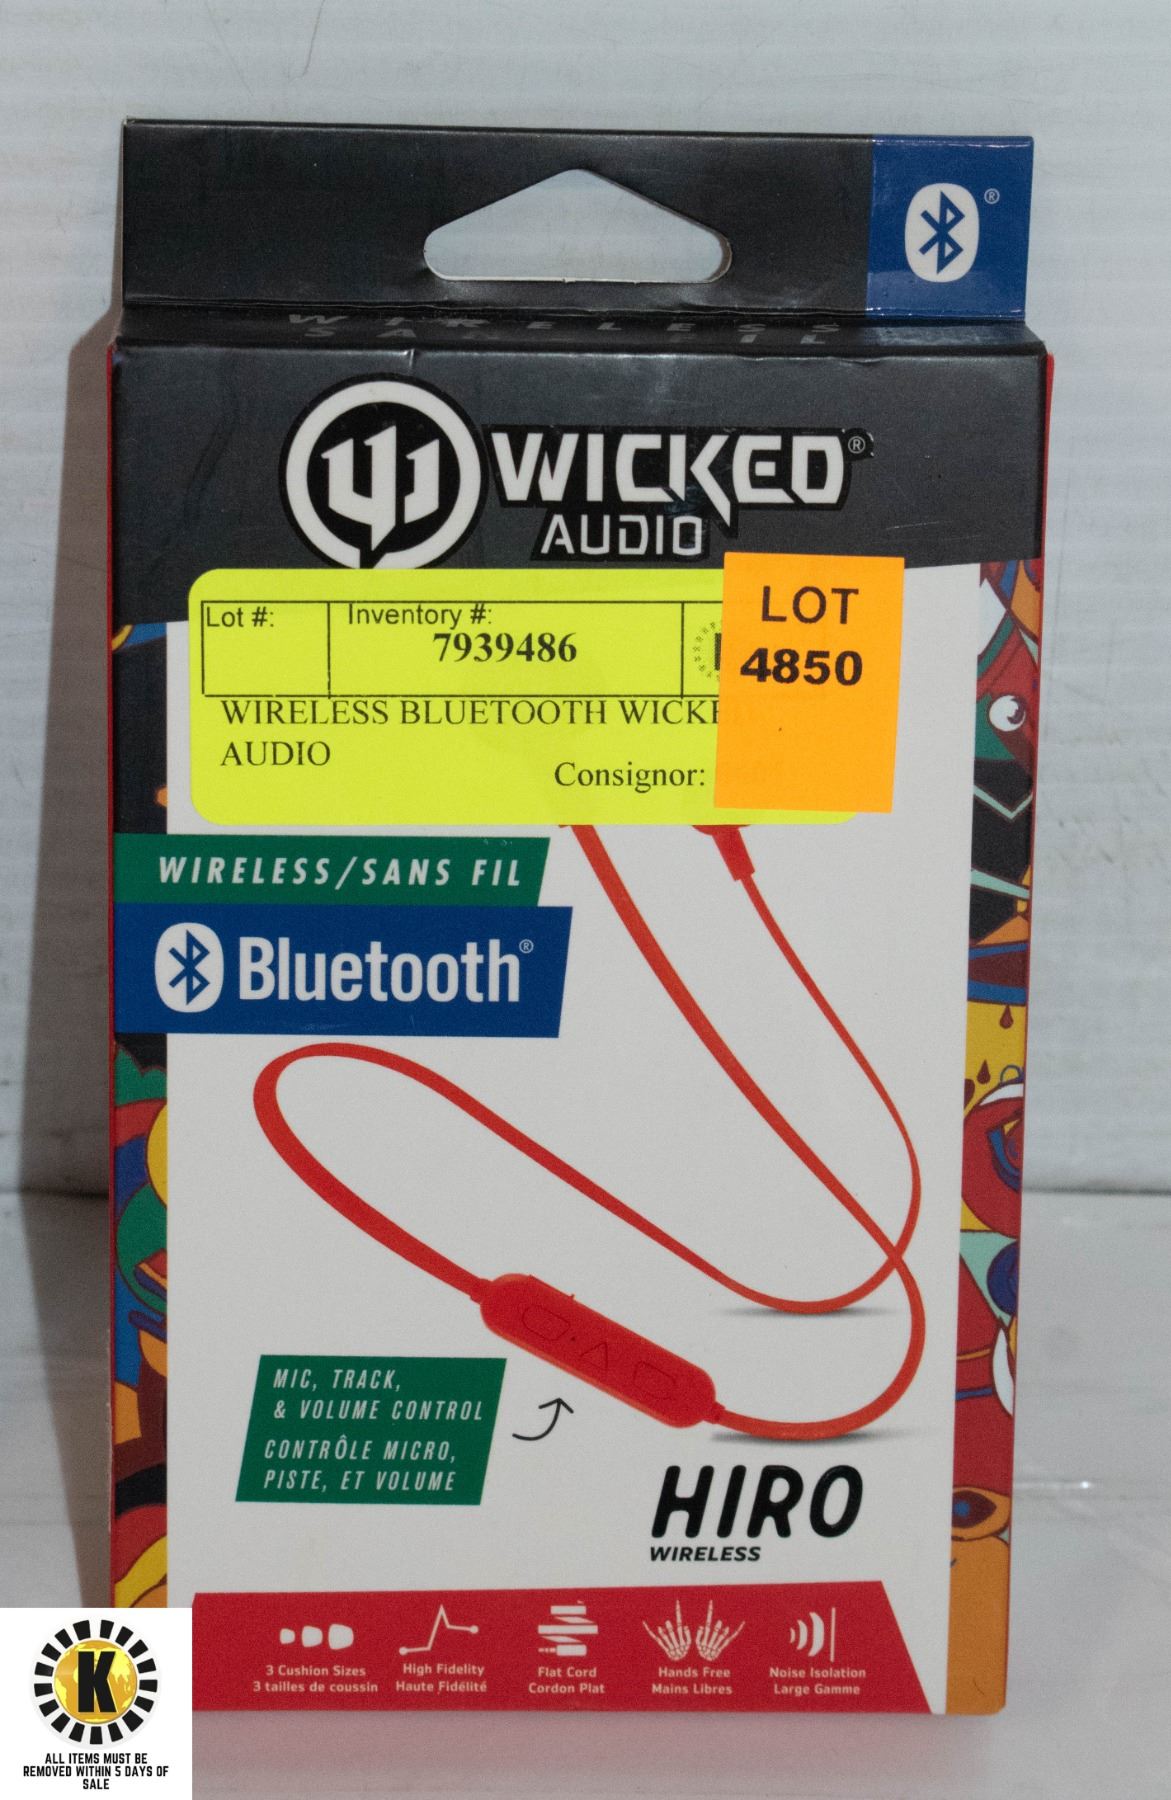 WIRELESS
SANS FIL
WICKED®
AUDIO
Lot #:
Inventory #:
7939486
LOT
4850
WIRELESS BLUETOOTH
AUDIO
Consignor:
WIRELESS/SANS FIL
Bluetooth®
MIC, TRACK,
& VOLUME CONTROL
CONTRÔLE MICRO,
PISTE, ET VOLUME
HIRO
WIRELESS
3 Cushion Sizes
3 tailles de coussin
High Fidelity
Haute Fidélité
Flat Cord
Cordon Plat
Hands Free
Mains Libres
Noise Isolation
Large Gamme
K
ALL ITEMS MUST BE
REMOVED WITHIN 5 DAYS OF
SALE